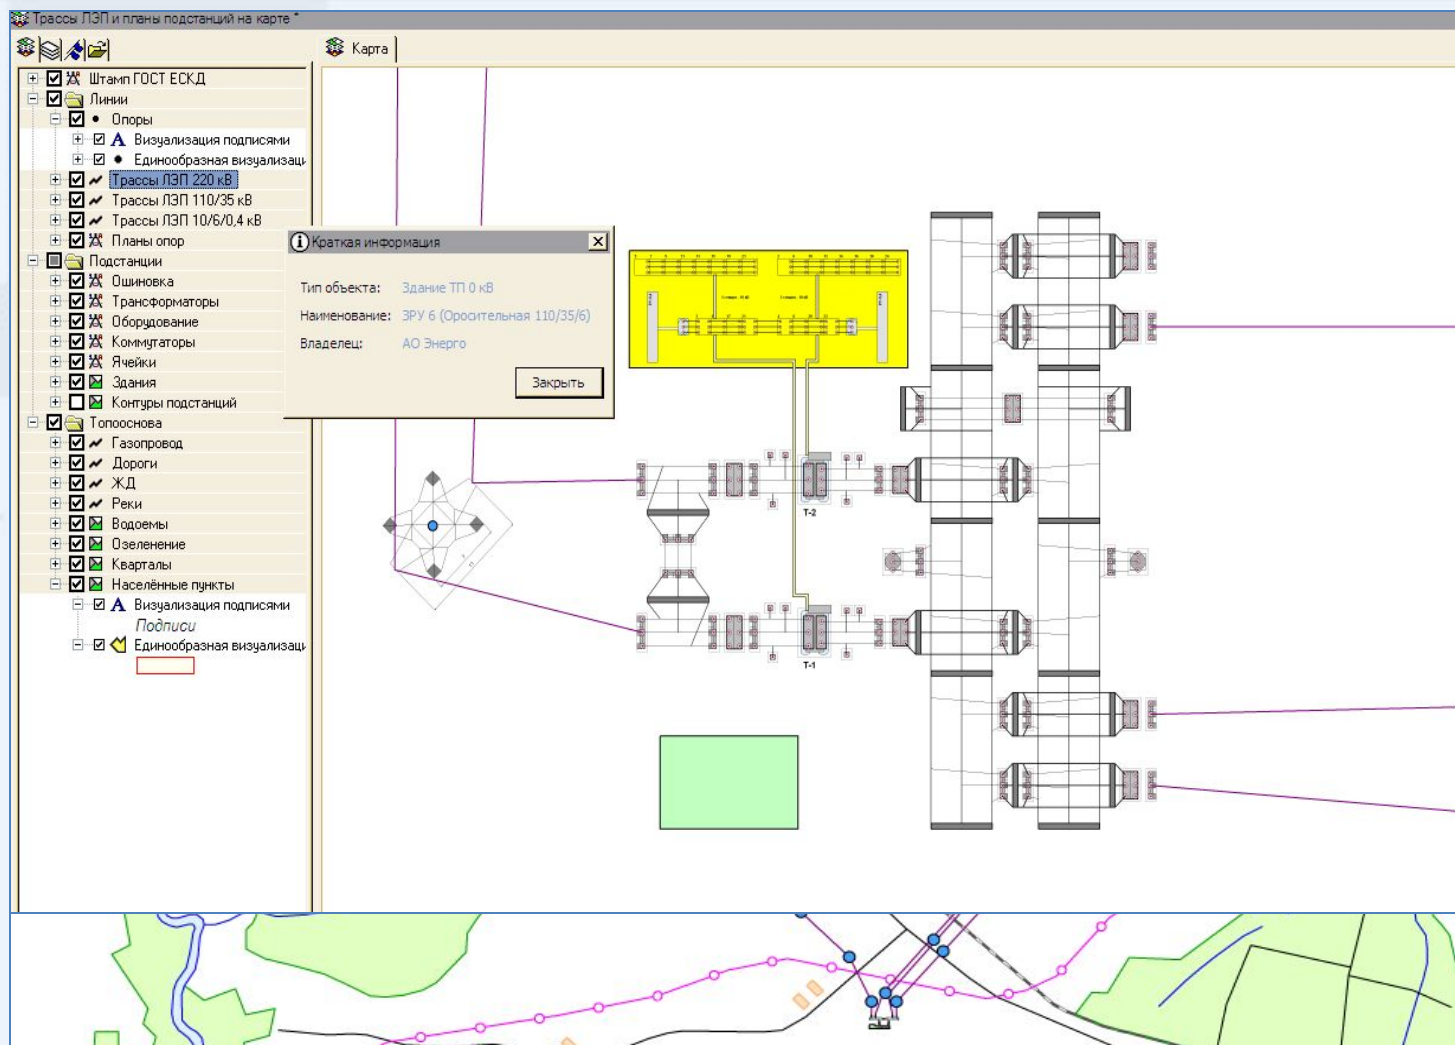 Трассы ЛЭП и планы подстанций на карте *
Карта
Штамп ГОСТ ЕСКД
Линии
Опоры
Визуализация подписями
Единообразная визуализаци
Трассы ЛЭП 220 кВ
Трассы ЛЭП 110/35 кВ
Трассы ЛЭП 10/6/0,4 кВ
Планы опор
Подстанции
Ошиновка
Трансформаторы
Оборудование
Коммутаторы
Ячейки
Здания
Контуры подстанций
Топооснова
Газопровод
Дороги
ЖД
Реки
Водоемы
Озеленение
Кварталы
Населённые пункты
Визуализация подписями
Подписи
Единообразная визуализаци
Краткая информация
Тип объекта: Здание ТП 0 кВ
Наименование: ЗРУ 6 (Оросительная 110/35/6)
Владелец: АО Энерго
Закрыть
Т-2
Т-1